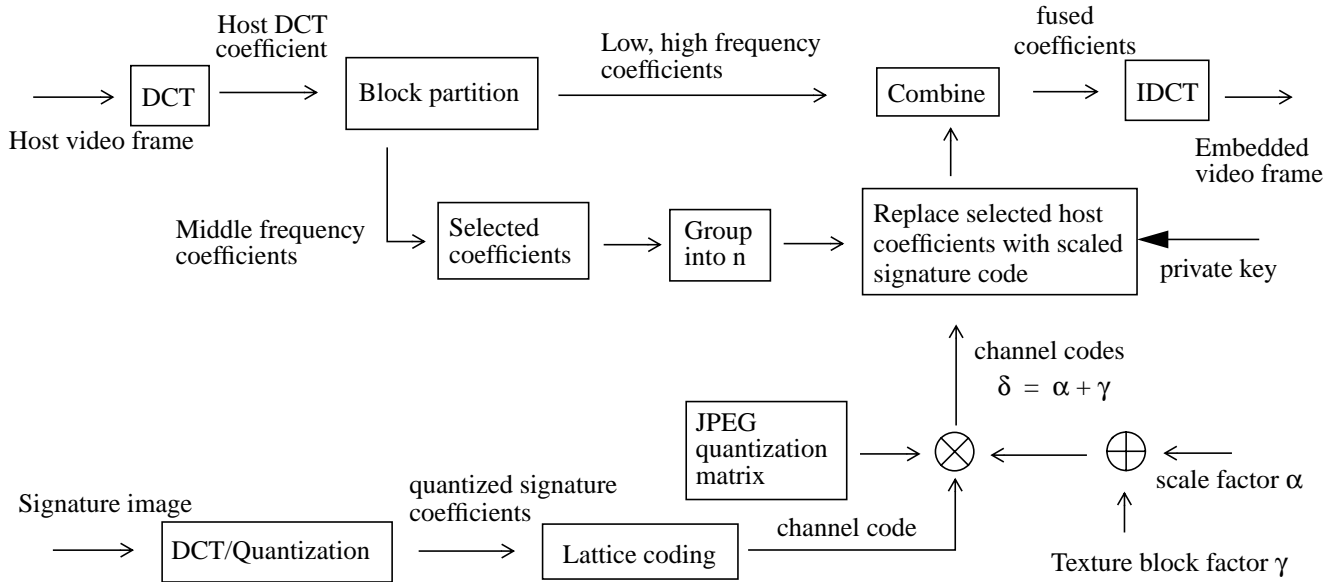 Host DCT
coefficient
Low, high frequency
coefficients
fused
coefficients
DCT
Block partition
Combine
IDCT
Host video frame
Embedded
video frame
Middle frequency
coefficients
Selected
coefficients
Group
into n
Replace selected host
coefficients with scaled
signature code
private key
channel codes
δ = α + γ
JPEG
quantization
matrix
scale factor α
Signature image
quantized signature
coefficients
channel code
DCT/Quantization
Lattice coding
Texture block factor γ